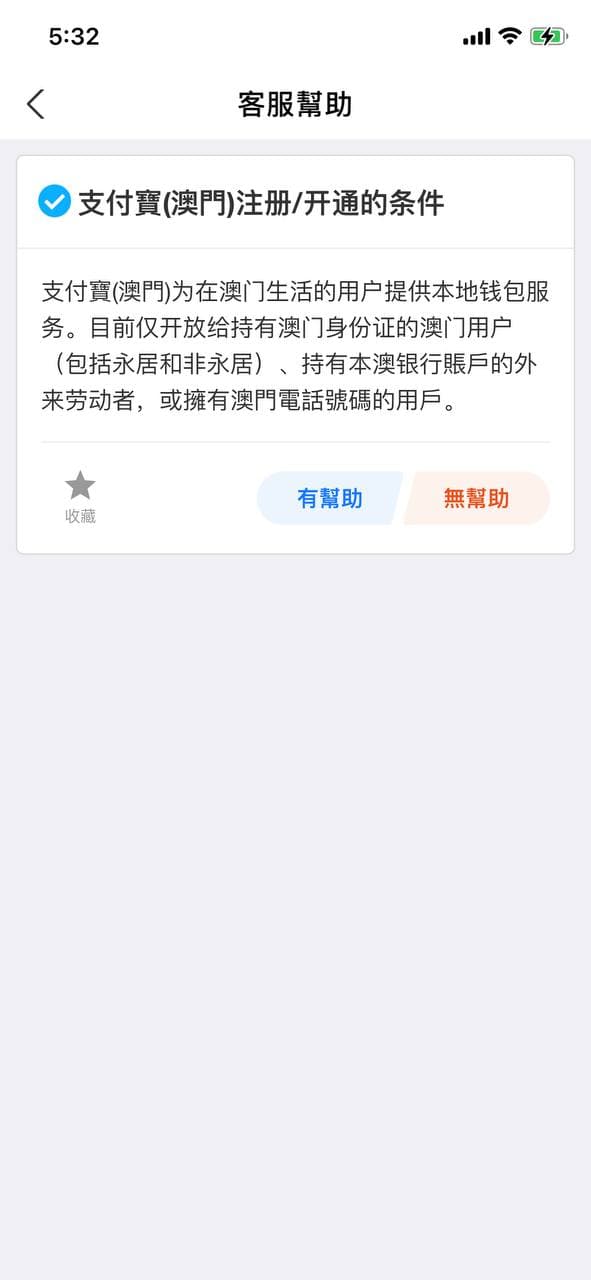 5:32
客服幫助
支付寶(澳門)注册/开通的条件
支付寶(澳門)为在澳门生活的用户提供本地钱包服
务。目前仅开放给持有澳门身份证的澳门用户
（包括永居和非永居）、持有本澳银行賬戶的外
来劳动者，或擁有澳門電話號碼的用戶。
收藏
有幫助
無幫助